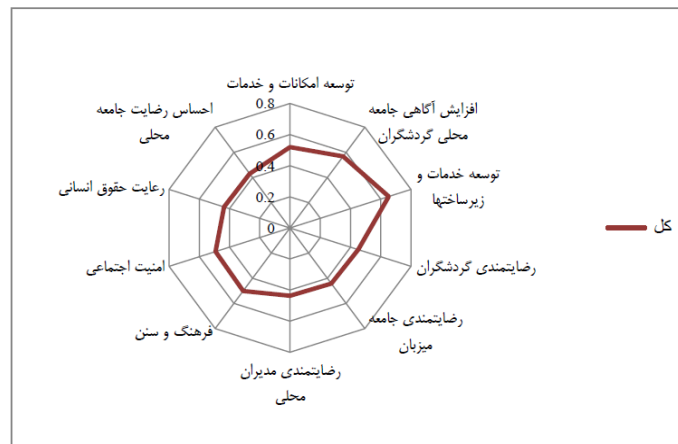 توسعه امکانات و خدمات
افزایش آگاهی جامعه
محلی گردشگران
توسعه خدمات و
زیرساختها
رضایتمندی گردشگران
رضایتمندی جامعه
میزبان
رضایتمندی مدیران
محلی
فرهنگ و سنن
امنیت اجتماعی
رعایت حقوق انسانی
احساس رضایت جامعه
محلی
0.8
0.6
0.4
0.2
0
کل